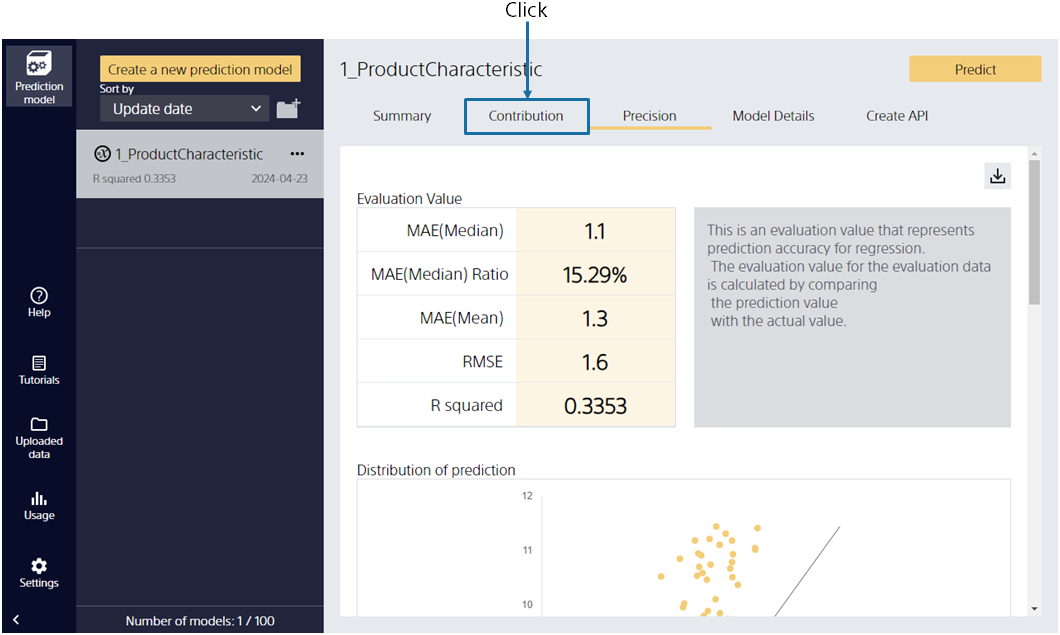 Click
Prediction
model
Help
Tutorials
Uploaded
data
Usage
Settings
Create a new prediction model
Sort by
Update date
1_ProductCharacteristic
R squared 0.3353 2024-04-23
Number of models: 1 / 100
1_ProductCharacteristic
Predict
Summary Contribution Precision Model Details Create API
Evaluation Value
MAE(Median) 1.1
MAE(Median) Ratio 15.29%
MAE(Mean) 1.3
RMSE 1.6
R squared 0.3353
This is an evaluation value that represents
prediction accuracy for regression.
The evaluation value for the evaluation data
is calculated by comparing
the prediction value
with the actual value.
Distribution of prediction
12
11
10